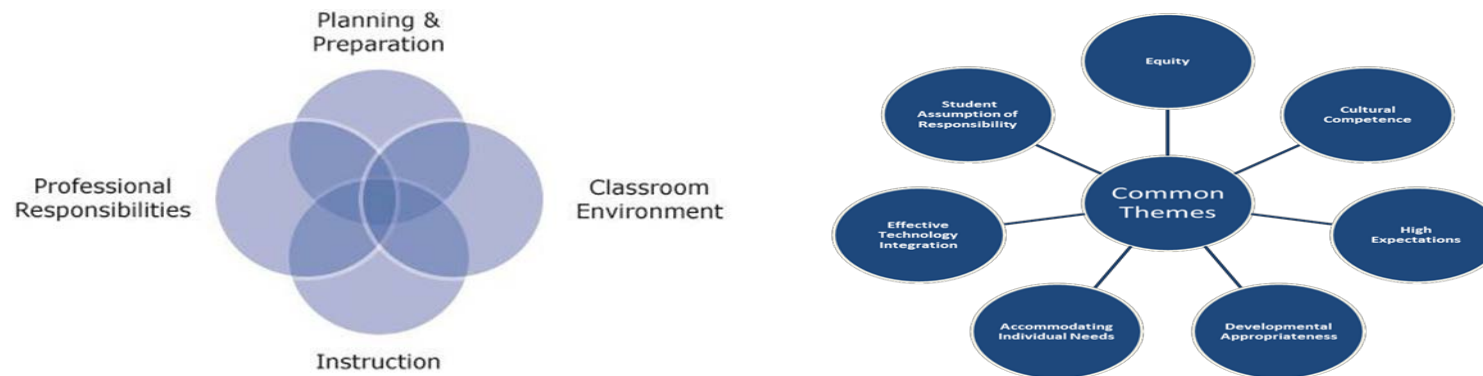 Planning &
Preparation
Professional
Responsibilities
Classroom
Environment
Instruction
Equity
Student
Assumption of
Responsibility
Cultural
Competence
Common
Themes
Effective
Technology
Integration
High
Expectations
Accommodating
Individual Needs
Developmental
Appropriateness